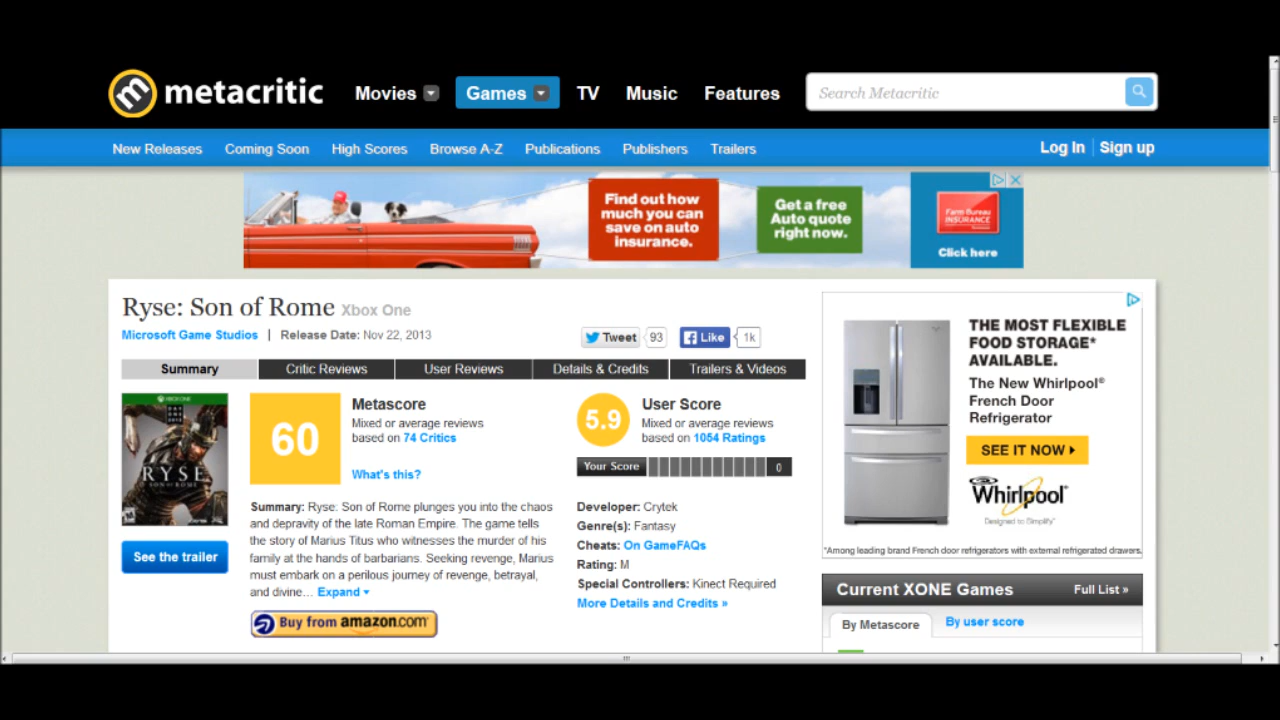 metacritic
Movies
Games
TV
Music
Features
Search Metacritic
New Releases
Coming Soon
High Scores
Browse A-Z
Publications
Publishers
Trailers
Log In
Sign up
Find out how
much you can
save on auto
insurance.
Get a free
Auto quote
right now.
Farm Bureau
INSURANCE
Click here
Ryse: Son of Rome Xbox One
Microsoft Game Studios | Release Date: Nov 22, 2013
Tweet 93
Like 1k
Summary
Critic Reviews
User Reviews
Details & Credits
Trailers & Videos
XBOX ONE
DAY
ONE
2013
RYSE
SON OF ROME
See the trailer
60
Metascore
Mixed or average reviews
based on 74 Critics
What's this?
5.9
User Score
Mixed or average reviews
based on 1054 Ratings
Your Score 0
Summary: Ryse: Son of Rome plunges you into the chaos
and depravity of the late Roman Empire. The game tells
the story of Marius Titus who witnesses the murder of his
family at the hands of barbarians. Seeking revenge, Marius
must embark on a perilous journey of revenge, betrayal,
and divine… Expand
Buy from amazon.com
Developer: Crytek
Genre(s): Fantasy
Cheats: On GameFAQs
Rating: M
Special Controllers: Kinect Required
More Details and Credits »
THE MOST FLEXIBLE
FOOD STORAGE*
AVAILABLE.
The New Whirlpool®
French Door
Refrigerator
SEE IT NOW
Whirlpool
Designed to Simplify™
*Among leading brand French door refrigerators with external refrigerated drawers.
Current XONE Games
Full List »
By Metascore
By user score